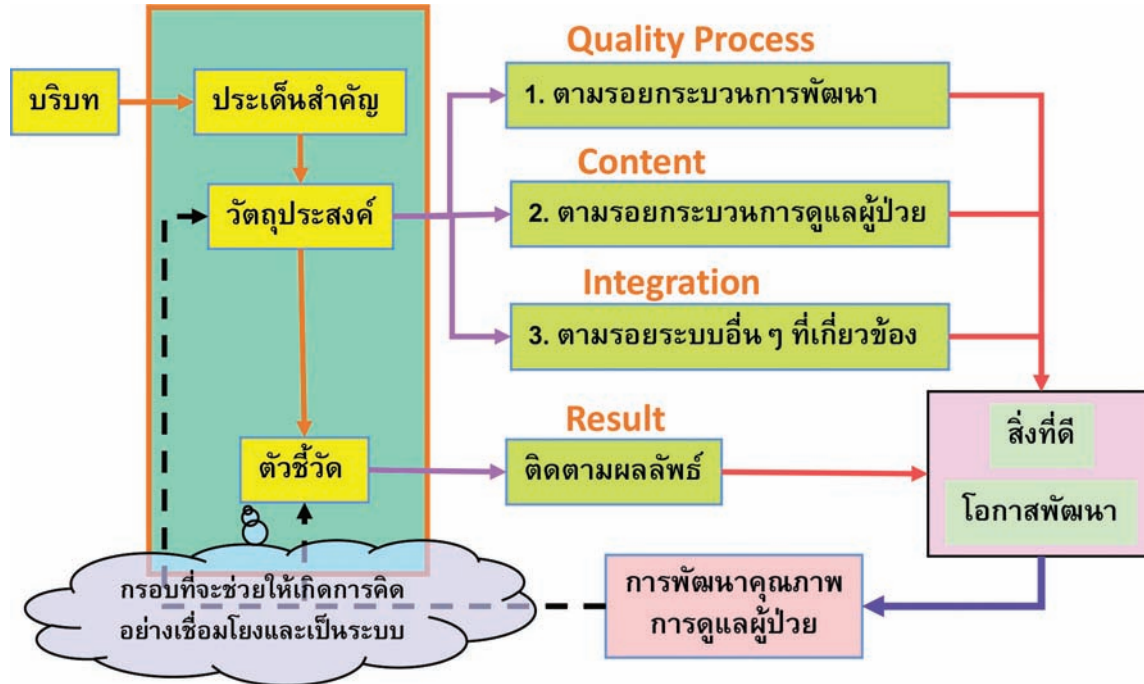 Quality Process
บริบท
ประเด็นสำคัญ
1. ตามรอยกระบวนการพัฒนา
Content
วัตถุประสงค์
2. ตามรอยกระบวนการดูแลผู้ป่วย
Integration
3. ตามรอยระบบอื่น ๆ ที่เกี่ยวข้อง
Result
ตัวชี้วัด
ติดตามผลลัพธ์
สิ่งที่ดี
โอกาสพัฒนา
กรอบที่จะช่วยให้เกิดการคิด
อย่างเชื่อมโยงและเป็นระบบ
การพัฒนาคุณภาพ
การดูแลผู้ป่วย